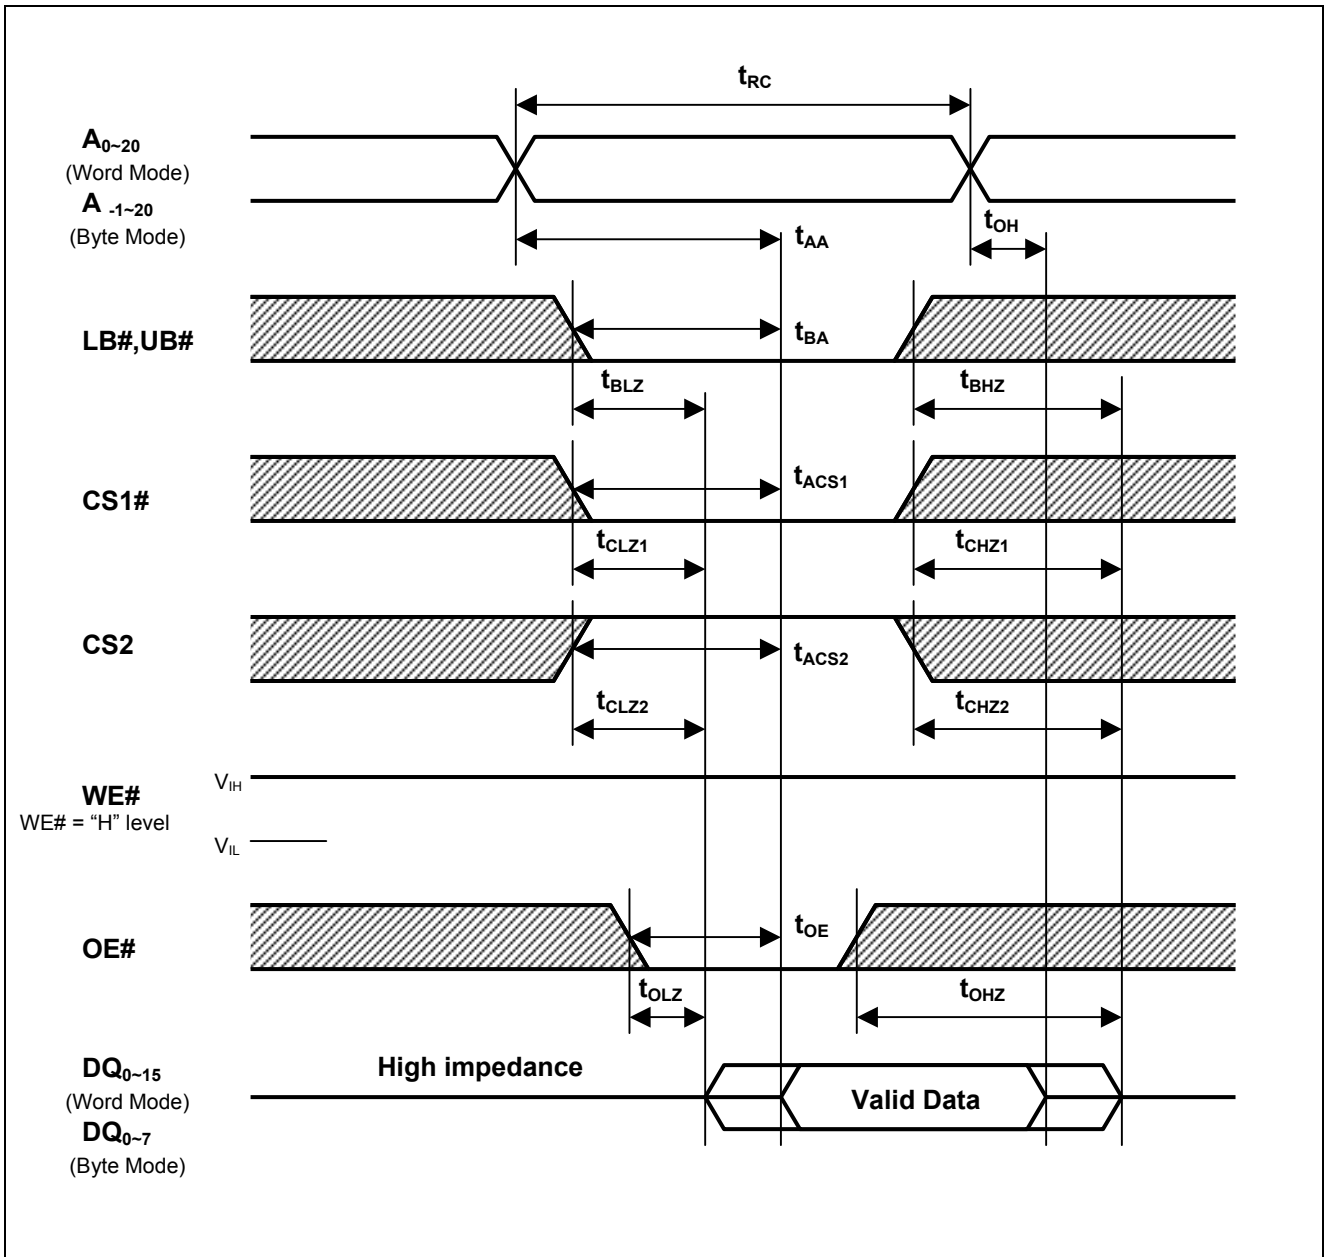 tRC
A0~20
(Word Mode)
A -1~20
(Byte Mode)
tOH
tAA
LB#,UB#
tBA
tBLZ
tBHZ
CS1#
tACS1
tCLZ1
tCHZ1
CS2
tACS2
tCLZ2
tCHZ2
VIH
WE#
WE# = “H” level
VIL
OE#
tOE
tOLZ
tOHZ
DQ0~15
High impedance
(Word Mode)
Valid Data
DQ0~7
(Byte Mode)